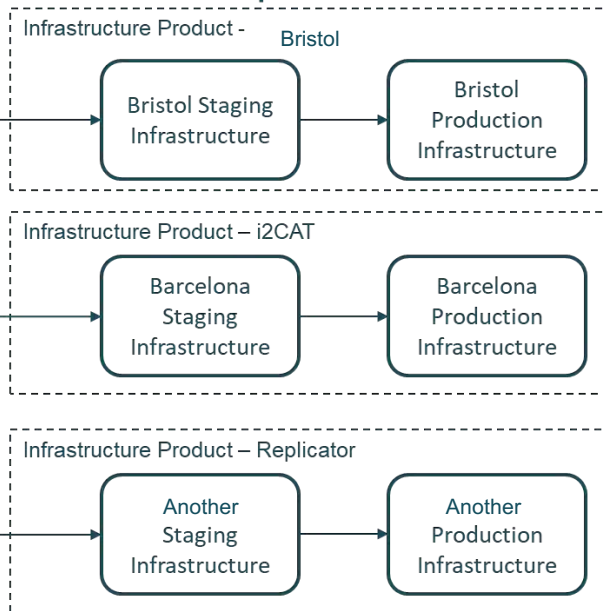 Infrastructure Product - Bristol
Bristol Staging
Infrastructure
Bristol
Production
Infrastructure
Infrastructure Product – i2CAT
Barcelona
Staging
Infrastructure
Barcelona
Production
Infrastructure
Infrastructure Product – Replicator
Another
Staging
Infrastructure
Another
Production
Infrastructure